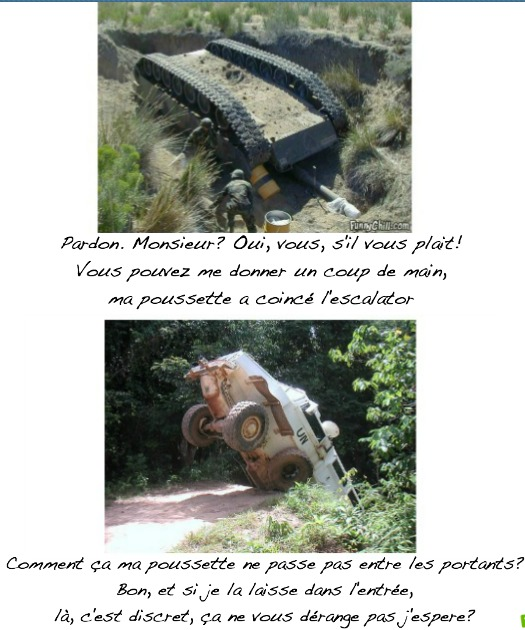 FunnyChill.com
Pardon. Monsieur? Oui, vous, s'il vous plait!
Vous pouvez me donner un coup de main,
ma poussette a coincé l'escalator
UN
Comment ça ma poussette ne passe pas entre les portants?
Bon, et si je la laisse dans l'entrée,
là, c'est discret, ça ne vous dérange pas j'espere?